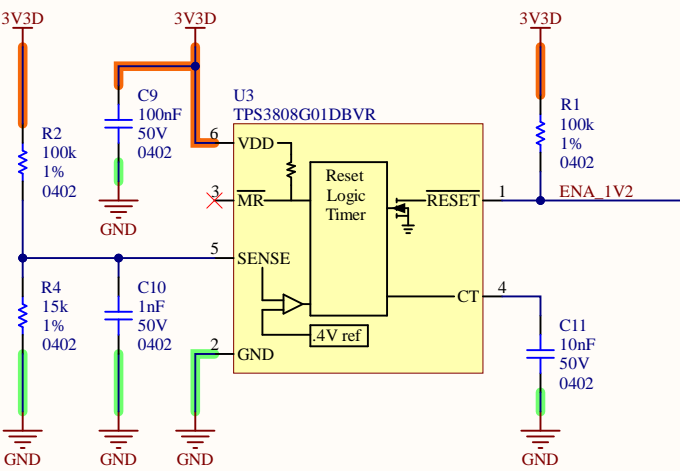 3V3D
3V3D
3V3D
R2
100k
1%
0402
C9
100nF
50V
0402
GND
U3
TPS3808G01DBVR
6
VDD
3
MR
5
SENSE
2
GND
Reset
Logic
Timer
.4V ref
RESET
1
CT
4
R1
100k
1%
0402
ENA_1V2
R4
15k
1%
0402
C10
1nF
50V
0402
C11
10nF
50V
0402
GND
GND
GND
GND